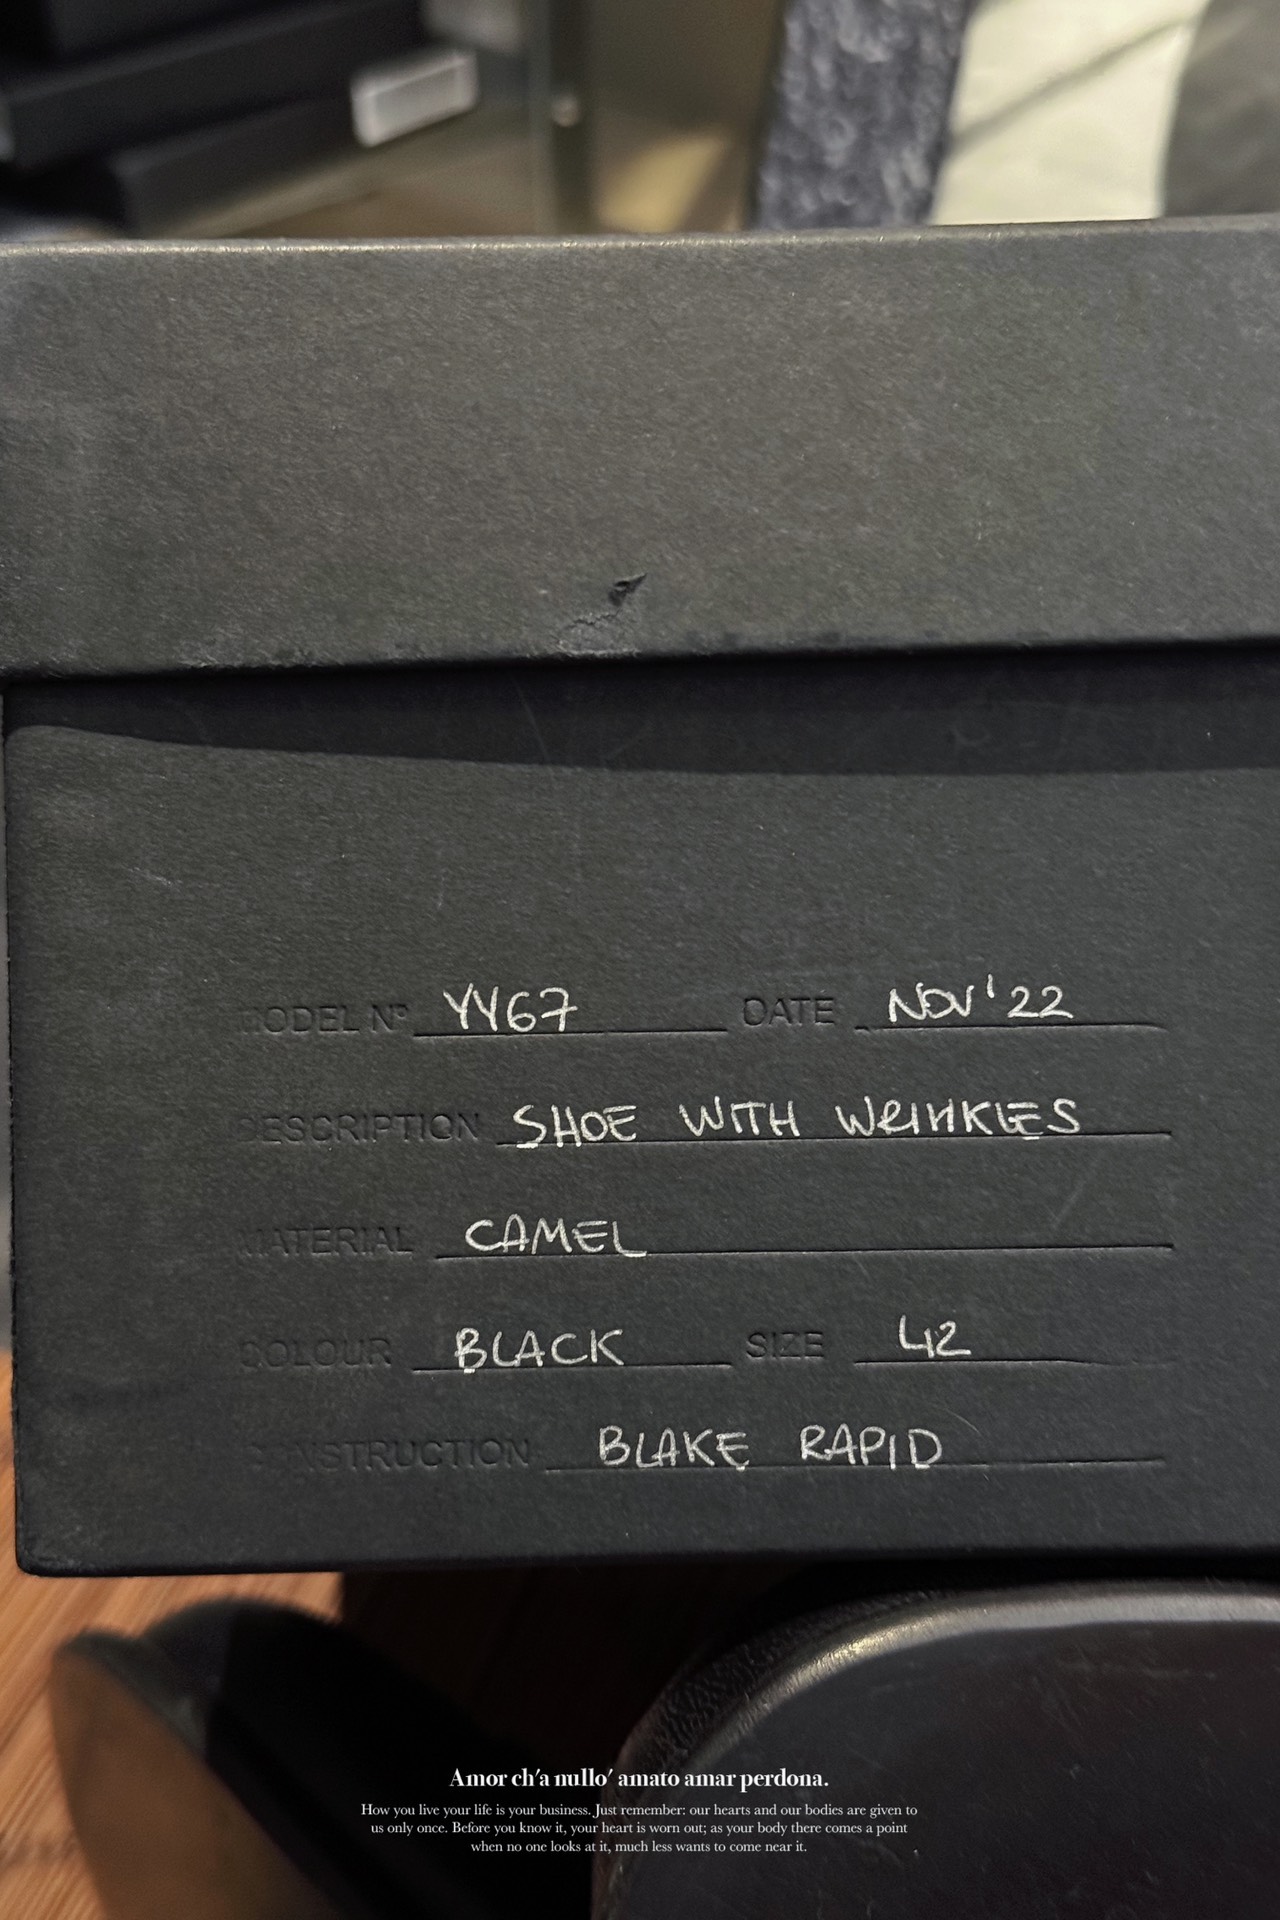 MODEL Nº YY67 DATE NOV'22
DESCRIPTION SHOE WITH WRINKLES
MATERIAL CAMEL
COLOUR BLACK SIZE 42
CONSTRUCTION BLAKE RAPID
Amor ch'a nullo' amato amar perdona.
How you live your life is your business. Just remember: our hearts and our bodies are given to
us only once. Before you know it, your heart is worn out; as your body there comes a point
when no one looks at it, much less wants to come near it.